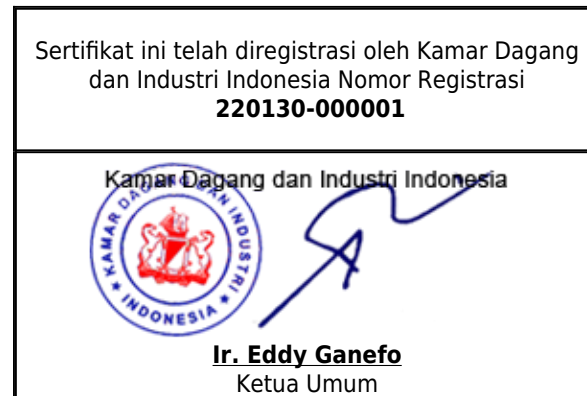 Sertifikat ini telah diregistrasi oleh Kamar Dagang
dan Industri Indonesia Nomor Registrasi
220130-000001
Kamar Dagang dan Industri Indonesia
KAMAR DAGANG DAN INDUSTRI
INDONESIA
Ir. Eddy Ganefo
Ketua Umum